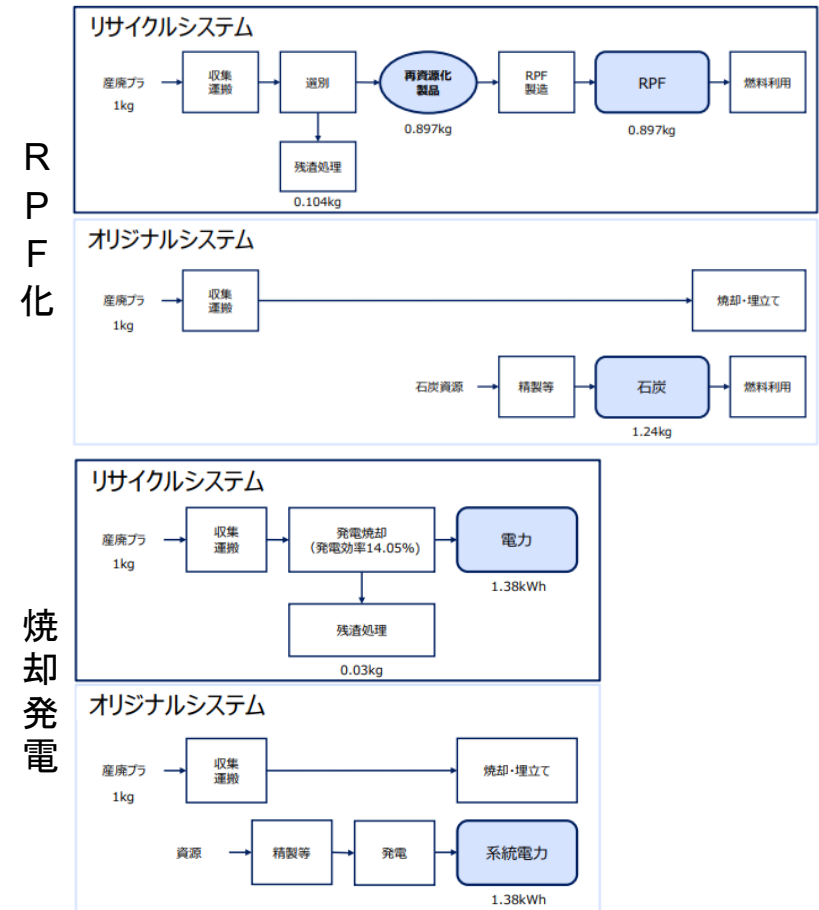 RPF化
リサイクルシステム
産廃プラ
1kg
収集
運搬
選別
再資源化
製品
0.897kg
RPF
製造
RPF
0.897kg
燃料利用
残渣処理
0.104kg
オリジナルシステム
産廃プラ
1kg
収集
運搬
焼却・埋立て
石炭資源
精製等
石炭
1.24kg
燃料利用
焼却発電
リサイクルシステム
産廃プラ
1kg
収集
運搬
発電焼却
(発電効率14.05%)
電力
1.38kWh
残渣処理
0.03kg
オリジナルシステム
産廃プラ
1kg
収集
運搬
焼却・埋立て
資源
精製等
発電
系統電力
1.38kWh